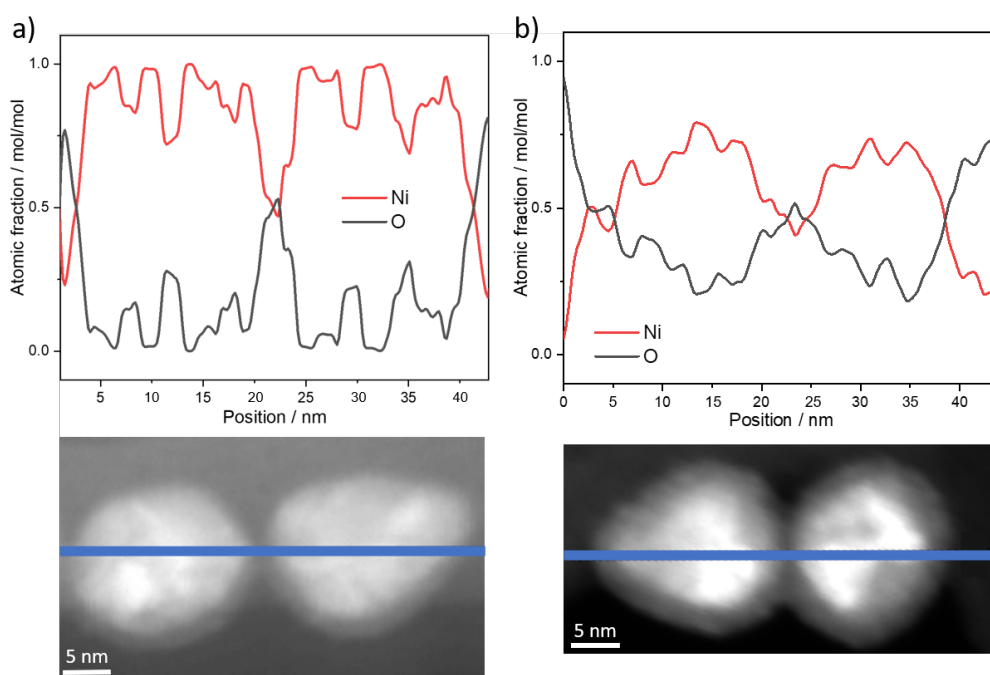 a)
Atomic fraction / mol/mol
1.0
0.5
0.0
Ni
O
5 10 15 20 25 30 35 40
Position / nm
5 nm
b)
Atomic fraction / mol/mol
1.0
0.5
0.0
Ni
O
0 5 10 15 20 25 30 35 40
Position / nm
5 nm